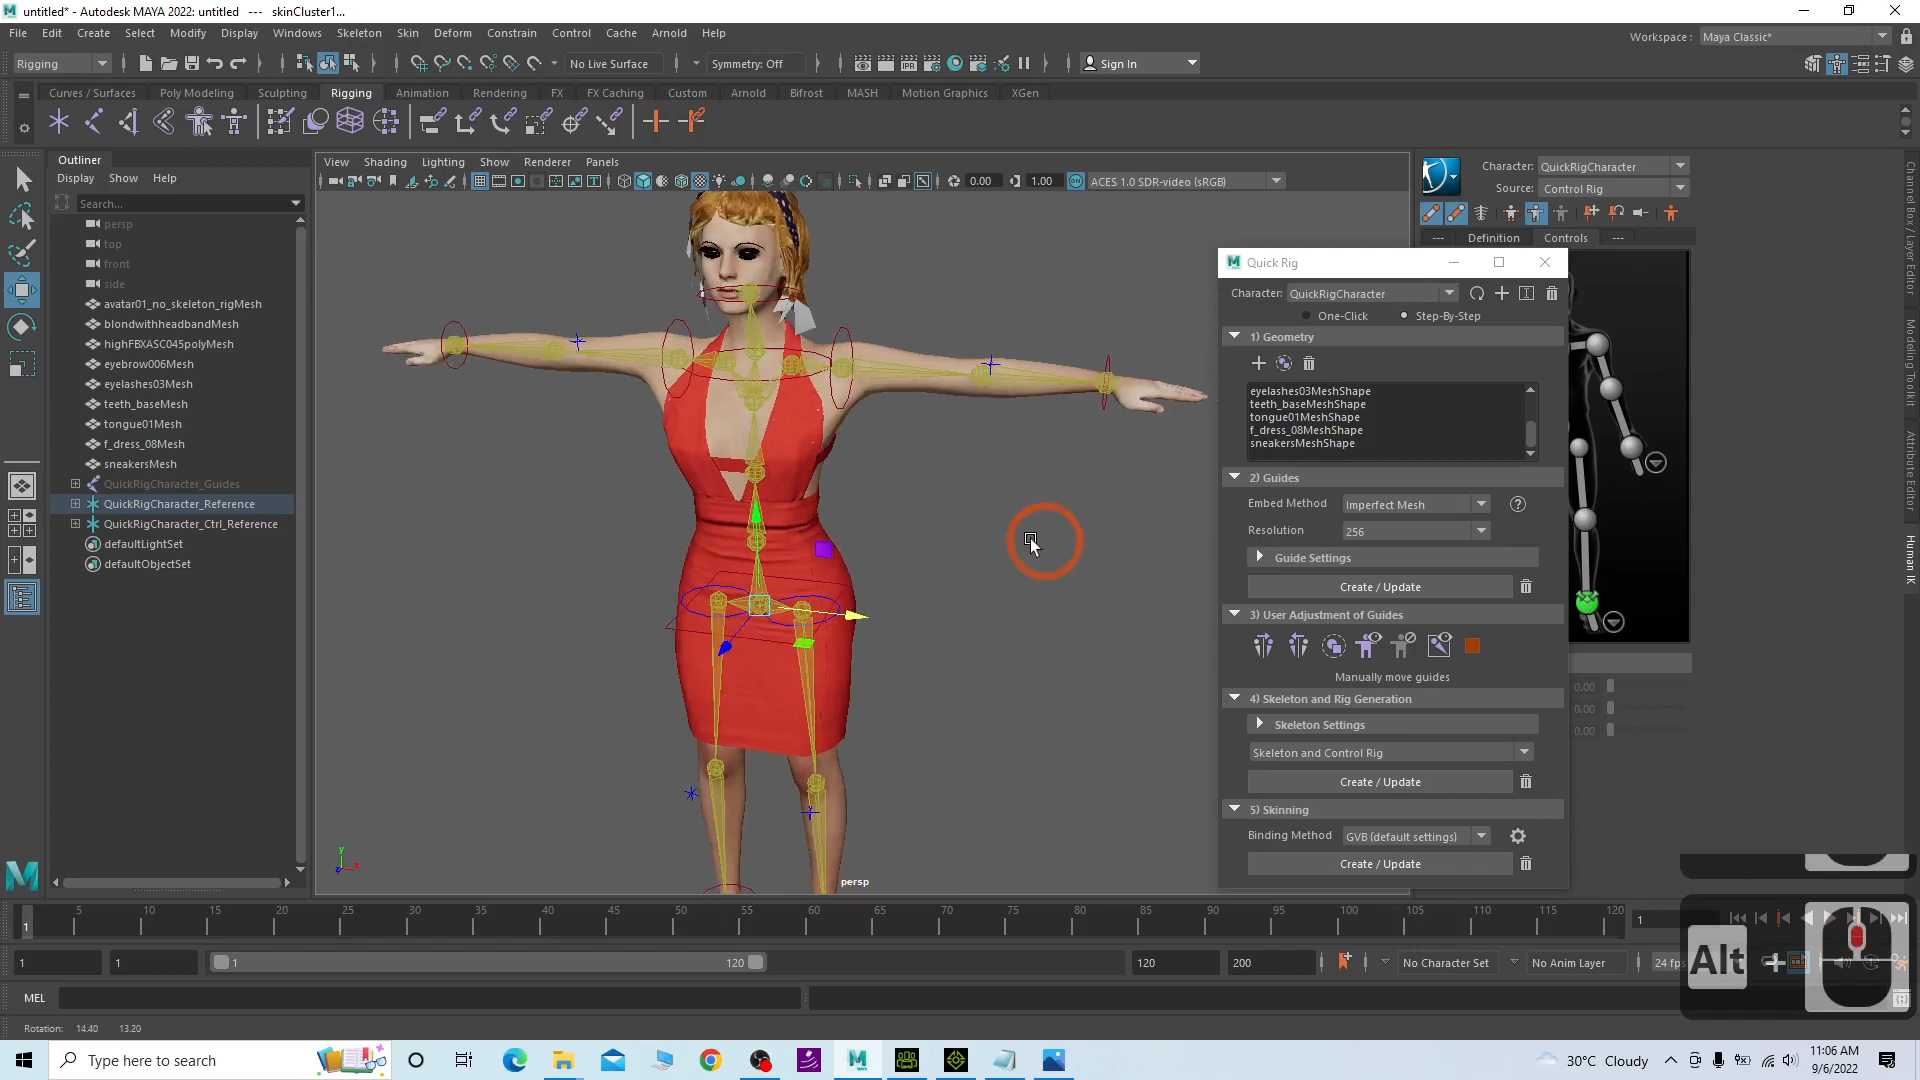 untitled* - Autodesk MAYA 2022: untitled --- skinCluster1...
File Edit Create Select Modify Display Windows Skeleton Skin Deform Constrain Control Cache Arnold Help
Workspace : Maya Classic*
Rigging
No Live Surface
Symmetry: Off
Sign In
Curves / Surfaces Poly Modeling Sculpting Rigging Animation Rendering FX FX Caching Custom Arnold Bifrost MASH Motion Graphics XGen
Outliner
Display Show Help
Search...
persp
top
front
side
avatar01_no_skeleton_rigMesh
blondwithheadbandMesh
highFBXASC045polyMesh
eyebrow006Mesh
eyelashes03Mesh
teeth_baseMesh
tongue01Mesh
f_dress_08Mesh
sneakersMesh
QuickRigCharacter_Guides
QuickRigCharacter_Reference
QuickRigCharacter_Ctrl_Reference
defaultLightSet
defaultObjectSet
View Shading Lighting Show Renderer Panels
0.00
1.00
ACES 1.0 SDR-video (sRGB)
persp
y
x
Character: QuickRigCharacter
Source: Control Rig
--- Definition Controls ---
Quick Rig
Character: QuickRigCharacter
One-Click Step-By-Step
1) Geometry
eyelashes03MeshShape
teeth_baseMeshShape
tongue01MeshShape
f_dress_08MeshShape
sneakersMeshShape
2) Guides
Embed Method Imperfect Mesh
Resolution 256
Guide Settings
Create / Update
3) User Adjustment of Guides
Manually move guides
4) Skeleton and Rig Generation
Skeleton Settings
Skeleton and Control Rig
Create / Update
5) Skinning
Binding Method GVB (default settings)
Create / Update
0.00
0.00
0.00
Channel Box / Layer Editor
Modeling Toolkit
Attribute Editor
Human IK
5 10 15 20 25 30 35 40 45 50 55 60 65 70 75 80 85 90 95 100 105 110 115 120
1
1
1
1
1
120
120
200
No Character Set
No Anim Layer
24 fps
Alt
+
MEL
Rotation: 14.40 13.20
Type here to search
30°C Cloudy
11:06 AM
9/6/2022